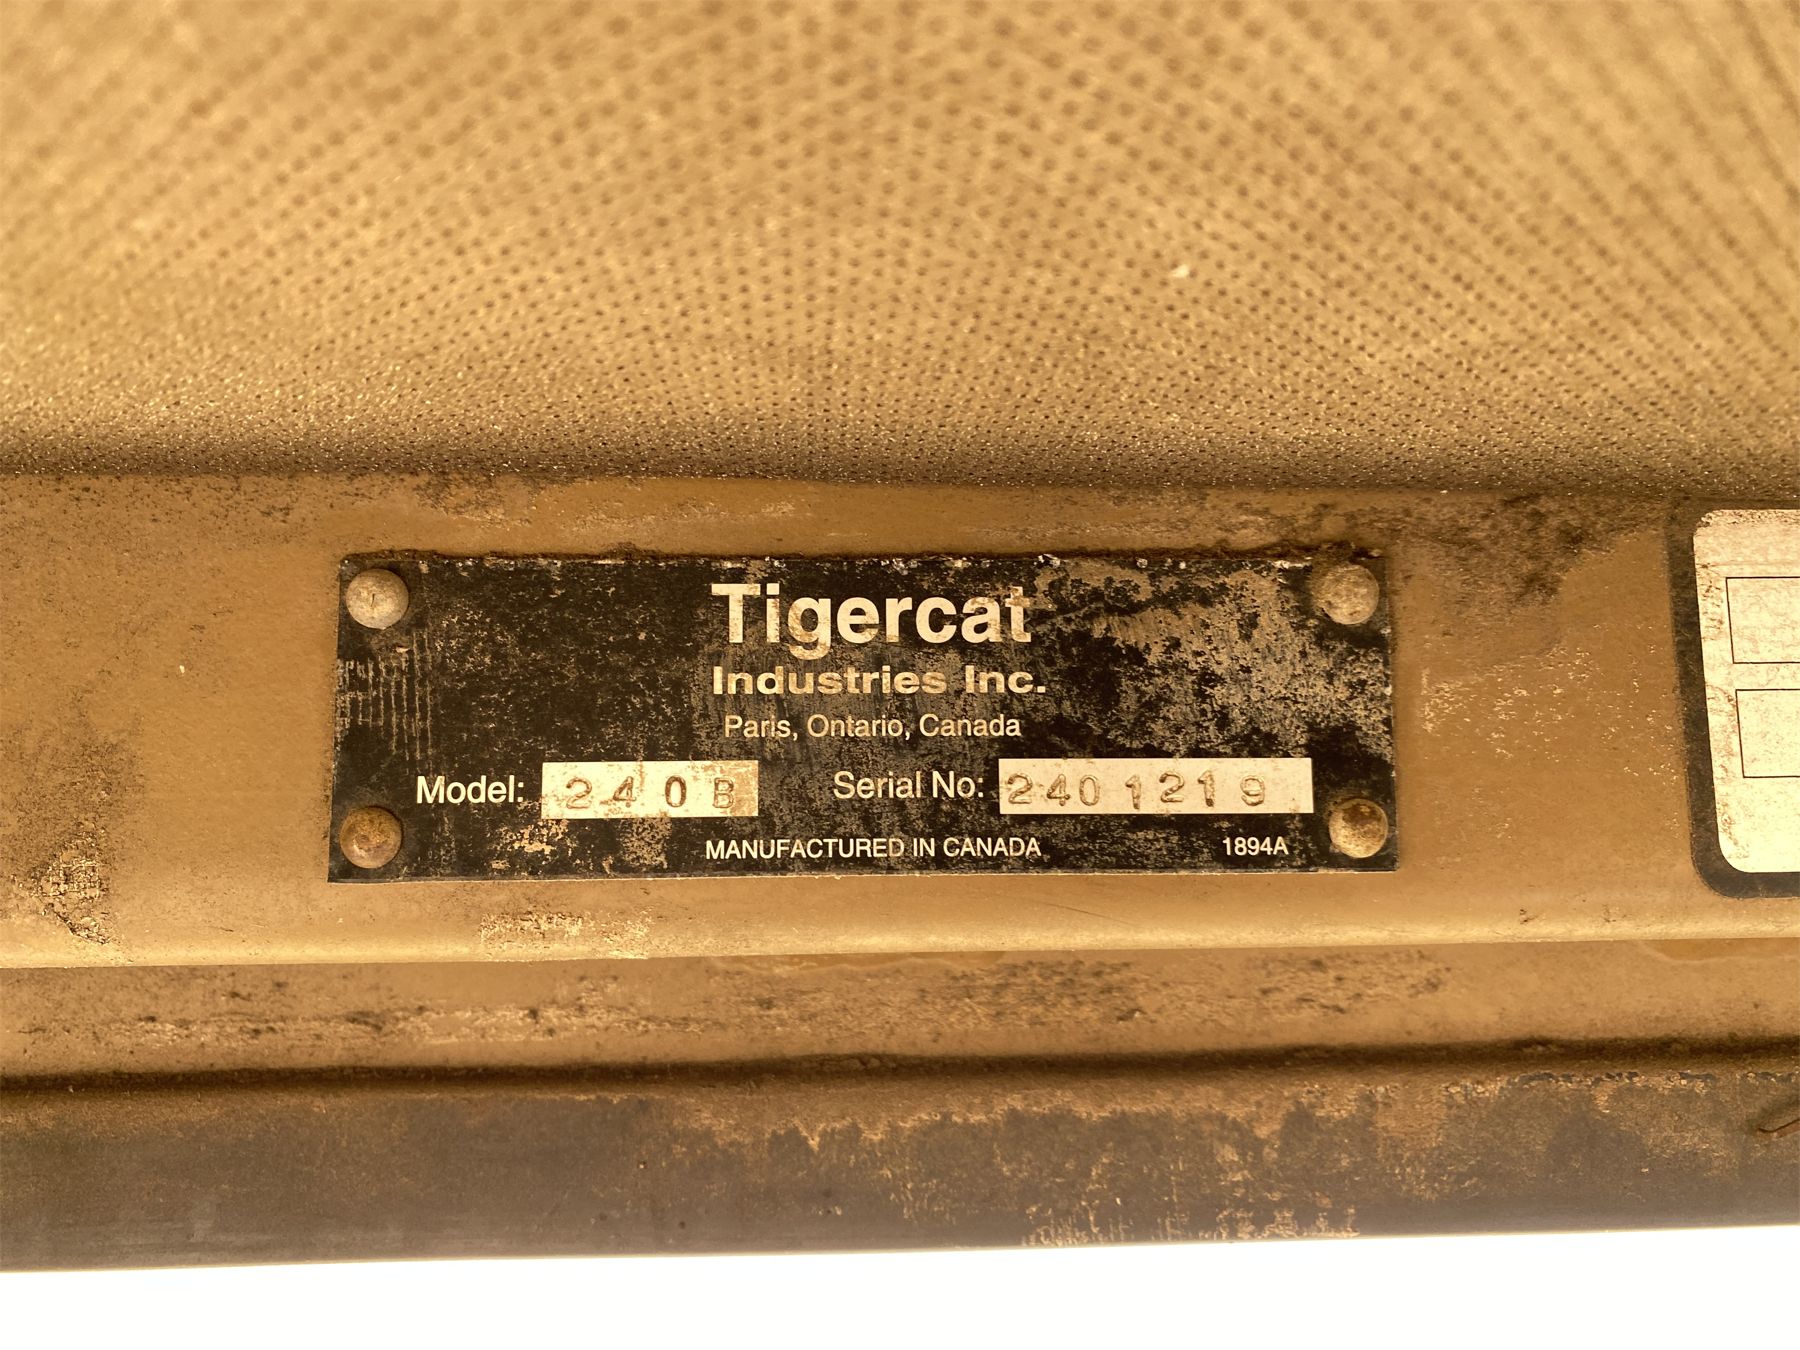 Tigercat
Industries Inc.
Paris, Ontario, Canada
Model: 240B Serial No: 2401219
MANUFACTURED IN CANADA 1894A